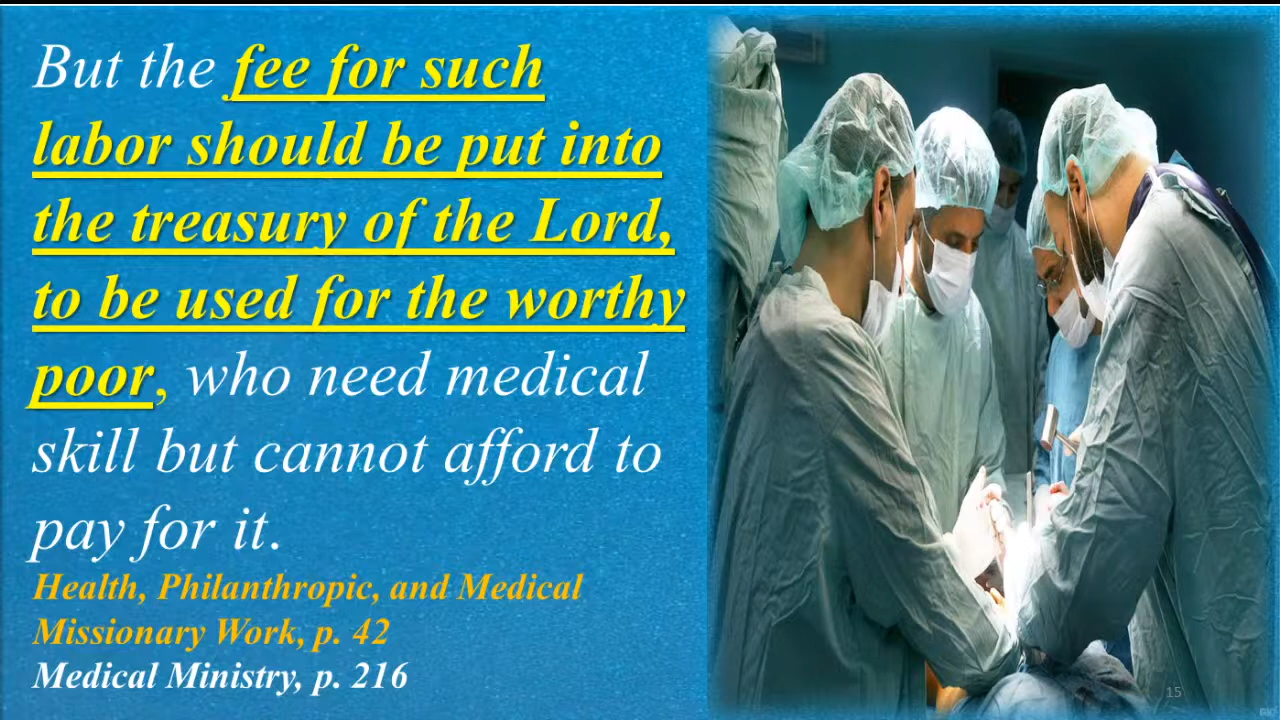 But the fee for such
labor should be put into
the treasury of the Lord,
to be used for the worthy
poor, who need medical
skill but cannot afford to
pay for it.
Health, Philanthropic, and Medical
Missionary Work, p. 42
Medical Ministry, p. 216
15